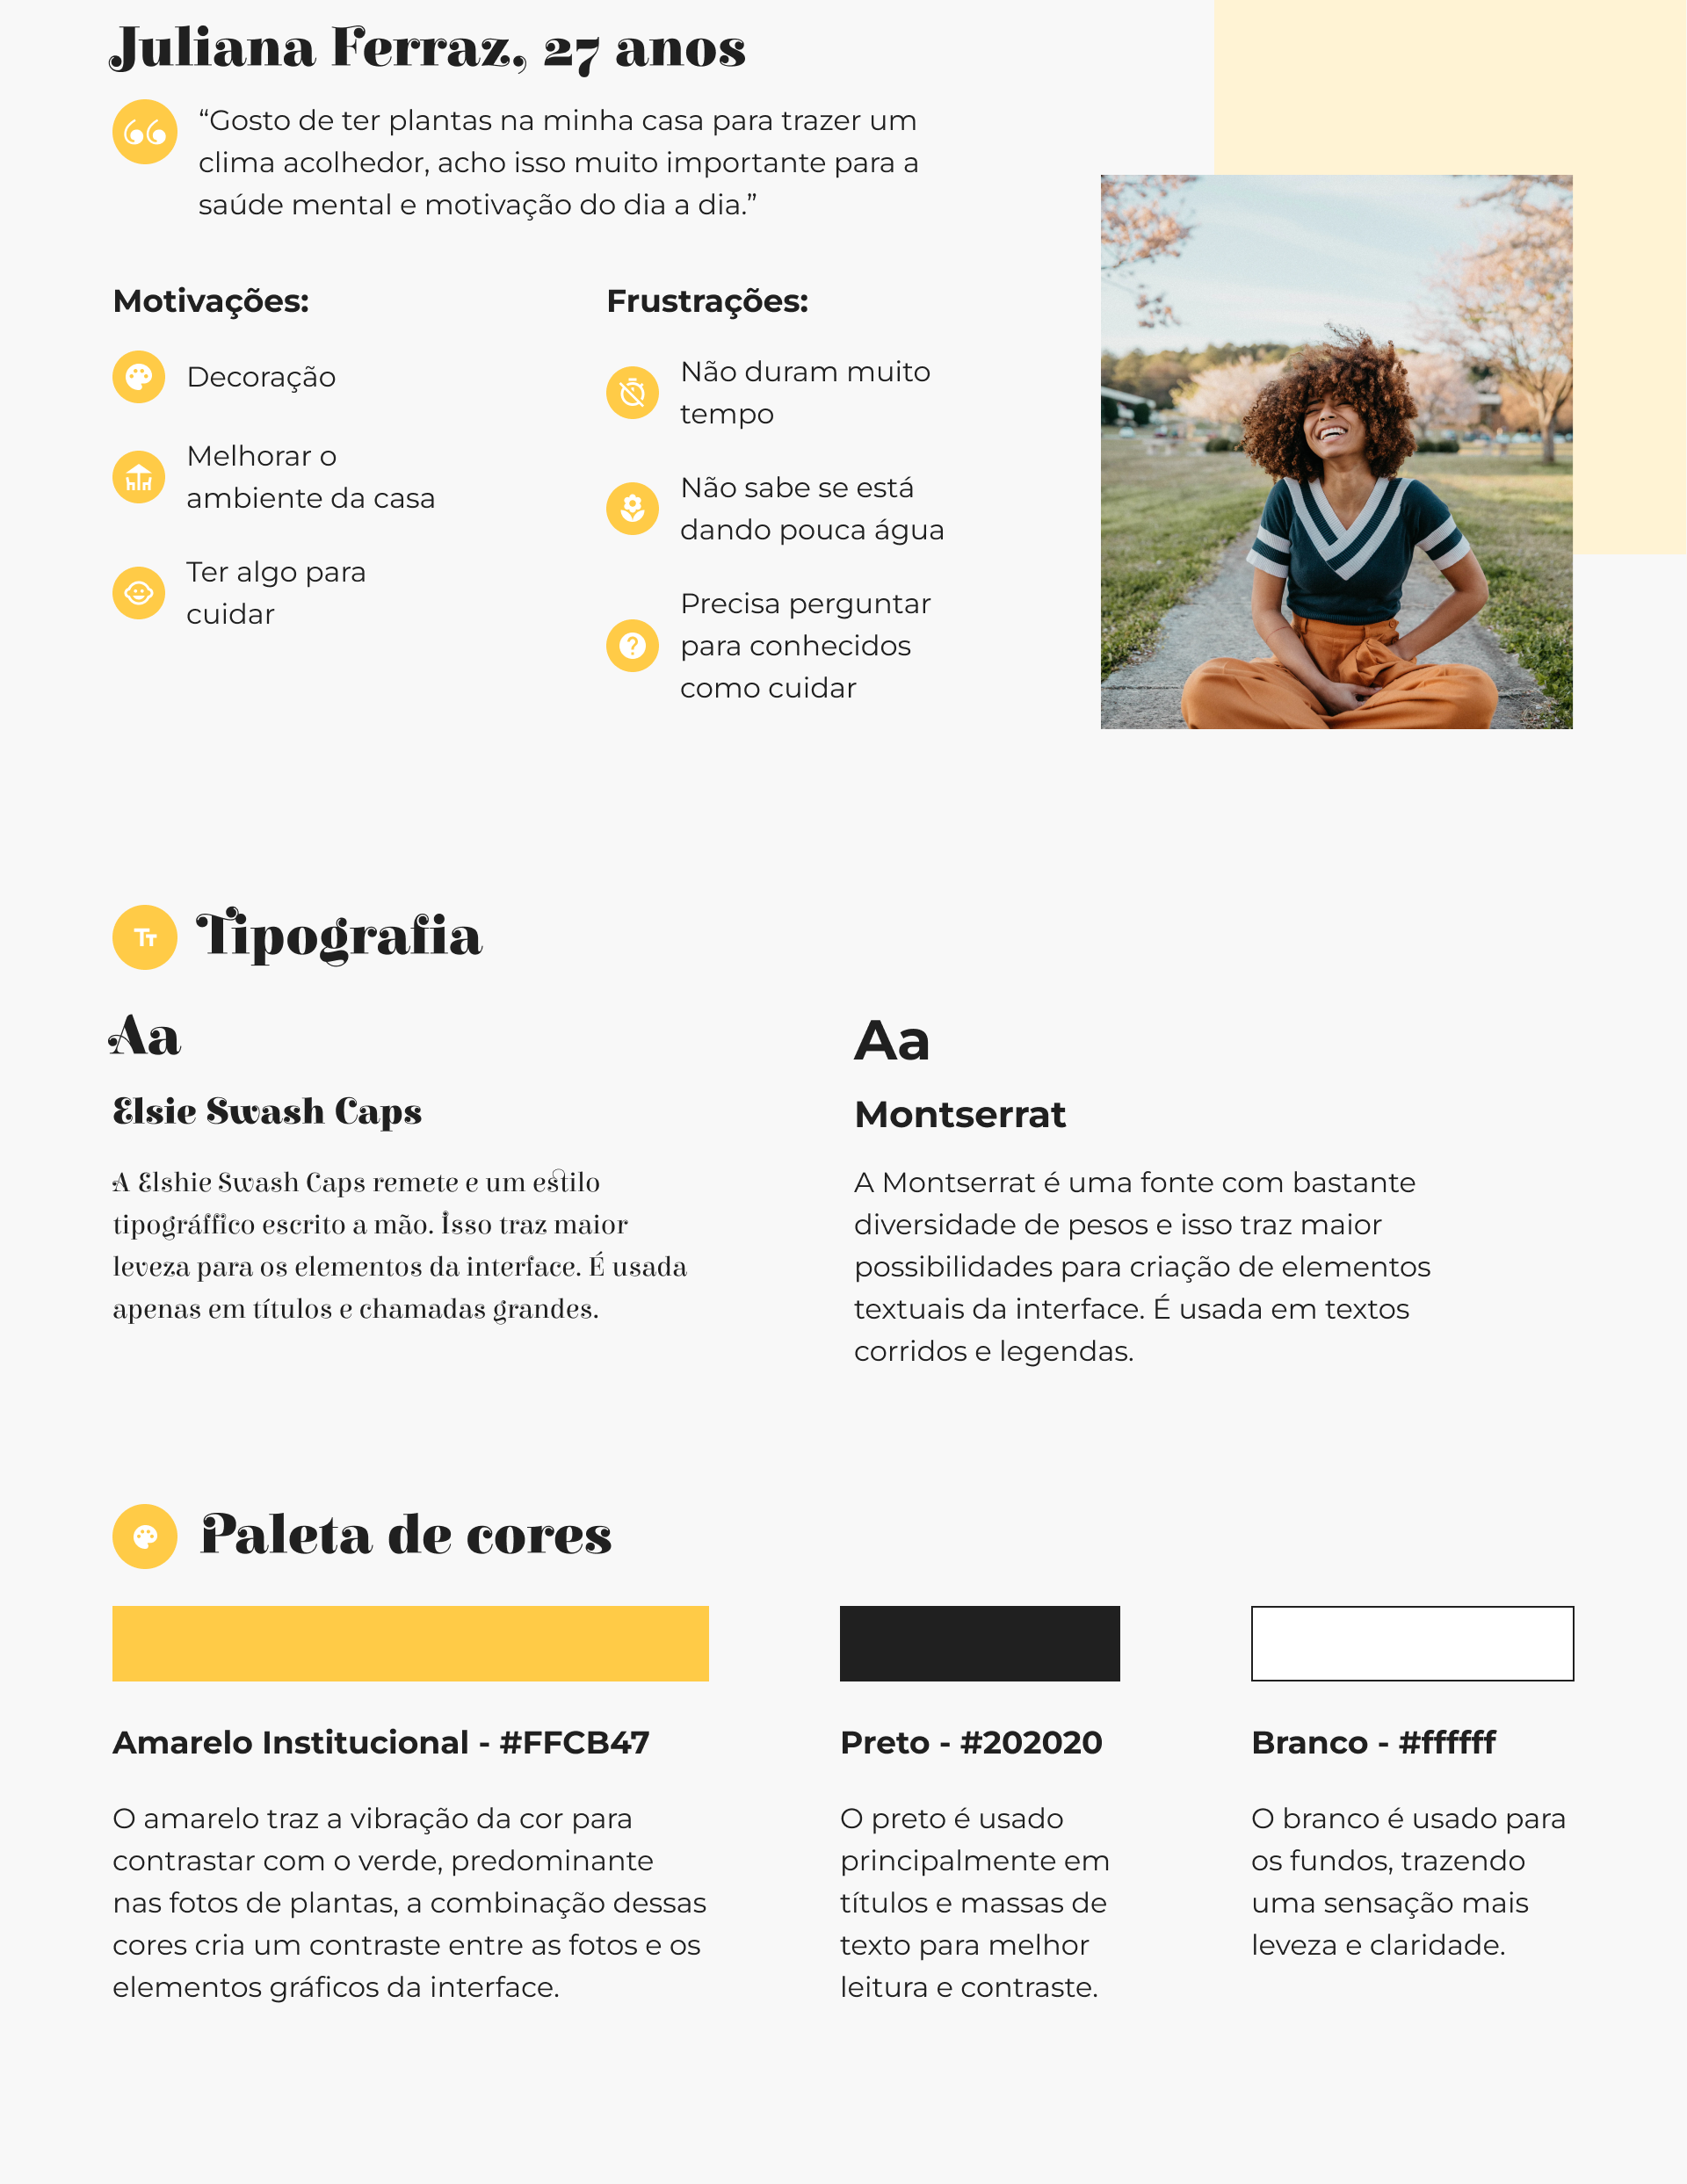 Juliana Ferraz, 27 anos
“Gosto de ter plantas na minha casa para trazer um
clima acolhedor, acho isso muito importante para a
saúde mental e motivação do dia a dia.”
Motivações:
Decoração
Melhorar o
ambiente da casa
Ter algo para
cuidar
Frustrações:
Não duram muito
tempo
Não sabe se está
dando pouca água
Precisa perguntar
para conhecidos
como cuidar
Tipografia
Aa
Elsie Swash Caps
A Elshie Swash Caps remete e um estilo
tipográffico escrito a mão. Isso traz maior
leveza para os elementos da interface. É usada
apenas em títulos e chamadas grandes.
Aa
Montserrat
A Montserrat é uma fonte com bastante
diversidade de pesos e isso traz maior
possibilidades para criação de elementos
textuais da interface. É usada em textos
corridos e legendas.
Paleta de cores
Amarelo Institucional - #FFCB47
O amarelo traz a vibração da cor para
contrastar com o verde, predominante
nas fotos de plantas, a combinação dessas
cores cria um contraste entre as fotos e os
elementos gráficos da interface.
Preto - #202020
O preto é usado
principalmente em
títulos e massas de
texto para melhor
leitura e contraste.
Branco - #ffffff
O branco é usado para
os fundos, trazendo
uma sensação mais
leveza e claridade.